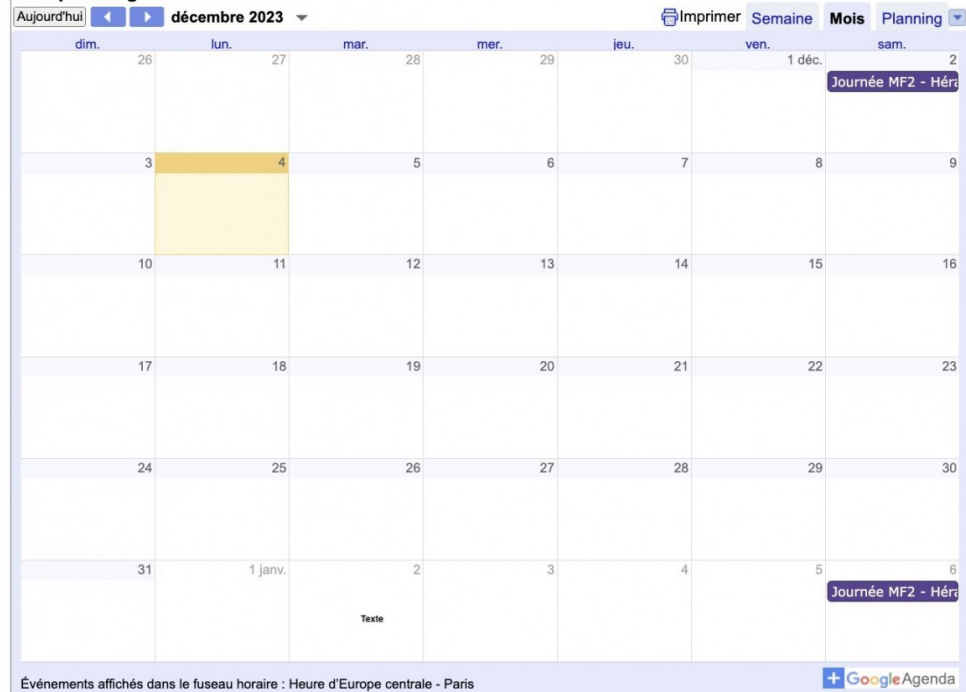 Aujourd'hui décembre 2023 Imprimer Semaine Mois Planning
dim. lun. mar. mer. jeu. ven. sam.
26 27 28 29 30 1 déc. 2
Journée MF2 - Héra
3 4 5 6 7 8 9
10 11 12 13 14 15 16
17 18 19 20 21 22 23
24 25 26 27 28 29 30
31 1 janv. 2 3 4 5 6
Journée MF2 - Héra
Texte
Événements affichés dans le fuseau horaire : Heure d'Europe centrale - Paris
GoogleAgenda